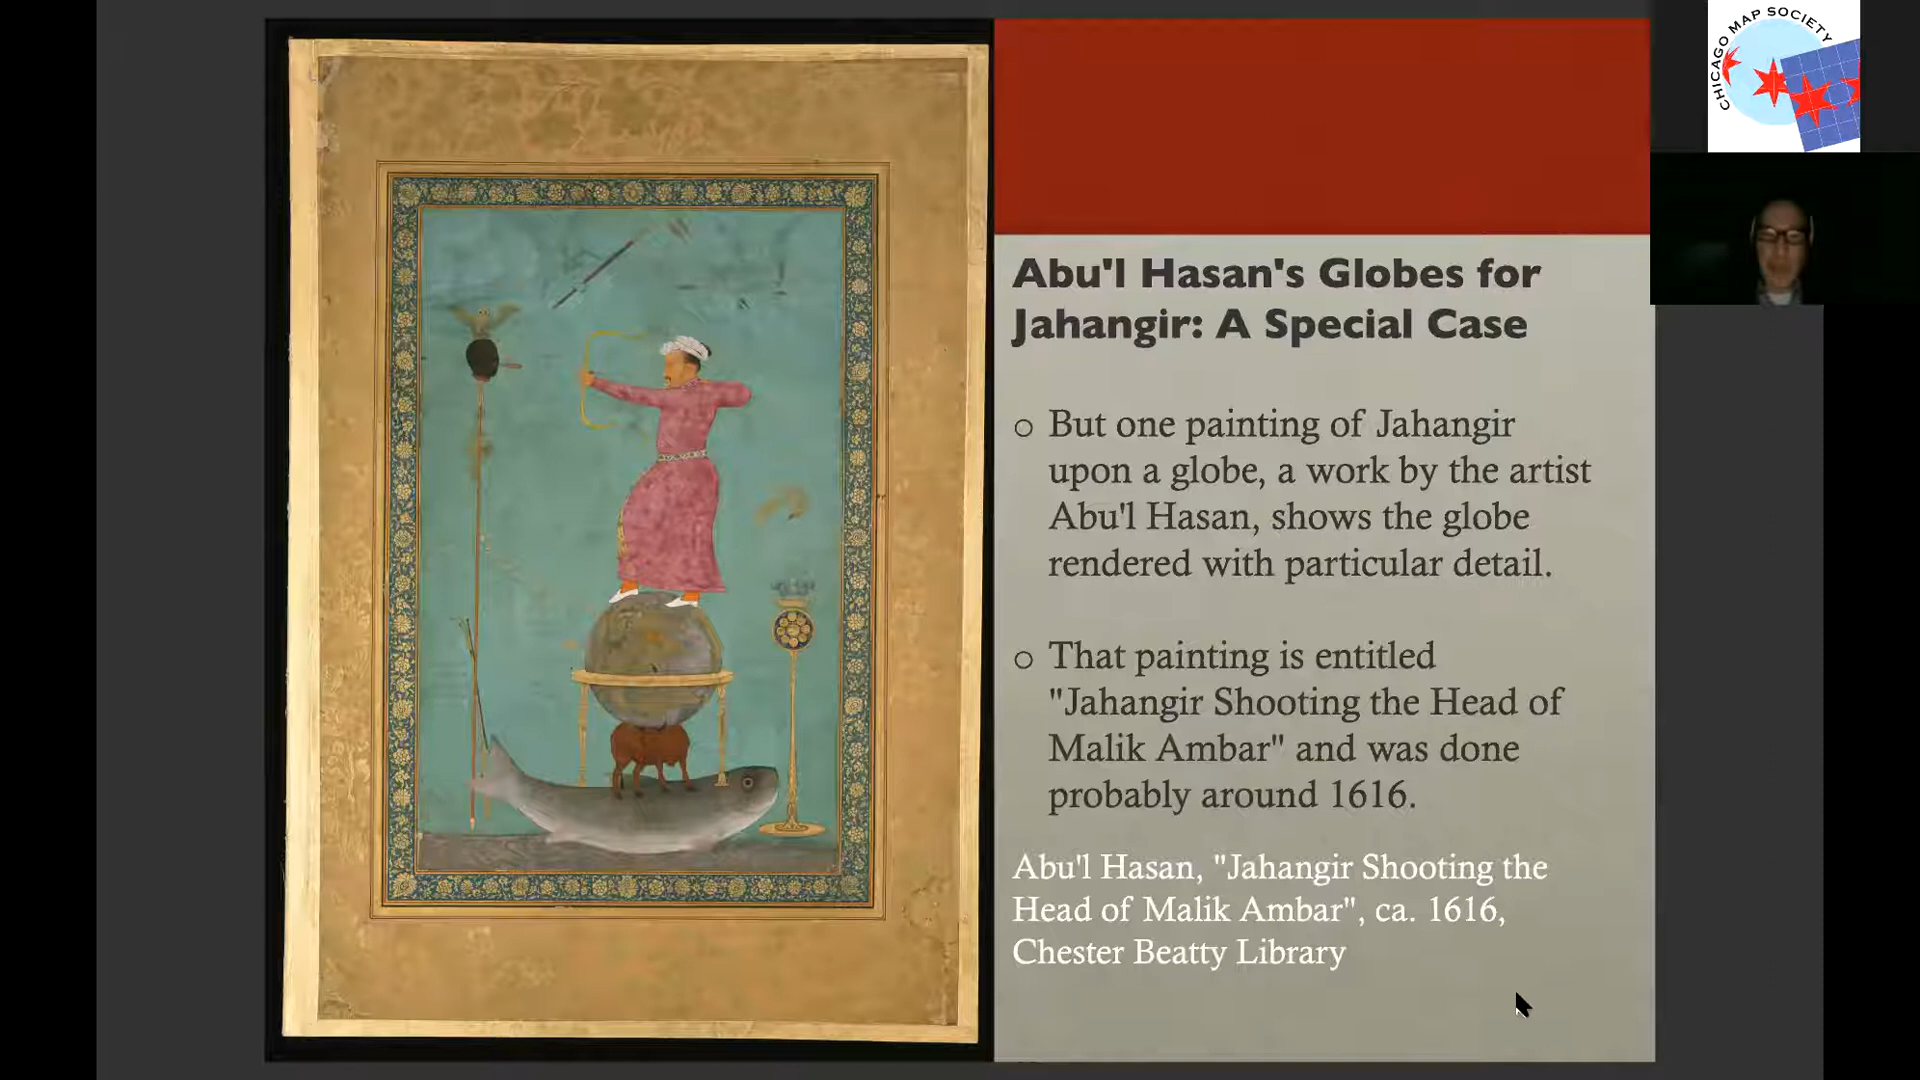 CHICAGO MAP SOCIETY
Abu'l Hasan's Globes for
Jahangir: A Special Case
But one painting of Jahangir
upon a globe, a work by the artist
Abu'l Hasan, shows the globe
rendered with particular detail.
That painting is entitled
"Jahangir Shooting the Head of
Malik Ambar" and was done
probably around 1616.
Abu'l Hasan, "Jahangir Shooting the
Head of Malik Ambar", ca. 1616,
Chester Beatty Library